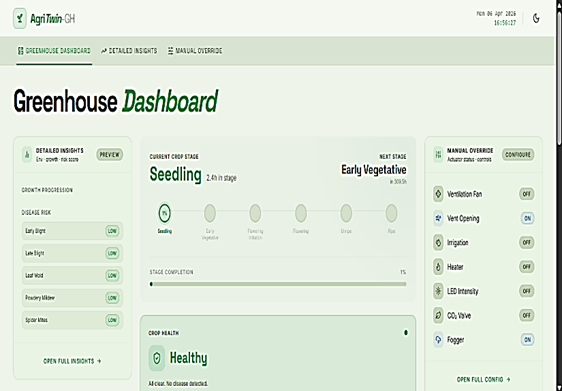 AgriTwin-GH
Mon 06 Apr 2026
16:56:27
GREENHOUSE DASHBOARD
DETAILED INSIGHTS
MANUAL OVERRIDE
Greenhouse Dashboard
DETAILED INSIGHTS
Env · growth · risk score
PREVIEW
GROWTH PROGRESSION
DISEASE RISK
Early Blight LOW
Late Blight LOW
Leaf Mold LOW
Powdery Mildew LOW
Spider Mites LOW
OPEN FULL INSIGHTS →
CURRENT CROP STAGE
Seedling 2.4h in stage
NEXT STAGE
Early Vegetative
1%
Seedling
Early Vegetative
Flowering Initiation
Flowering
Unripe
Ripe
STAGE COMPLETION 1%
CROP HEALTH
Healthy
All clear. No disease detected.
MANUAL OVERRIDE
Actuator status · controls
CONFIGURE
Ventilation Fan OFF
Vent Opening ON
Irrigation OFF
Heater OFF
LED Intensity OFF
CO₂ Valve OFF
Fogger ON
OPEN FULL CONFIG →